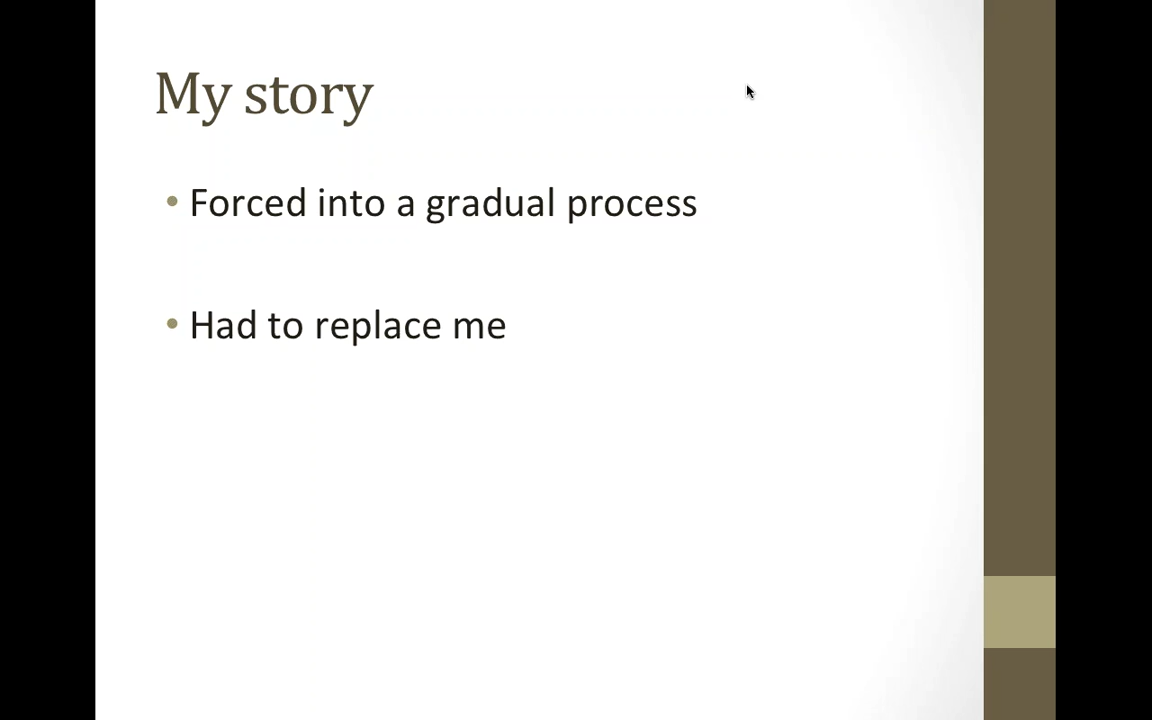 My story
• Forced into a gradual process
• Had to replace me